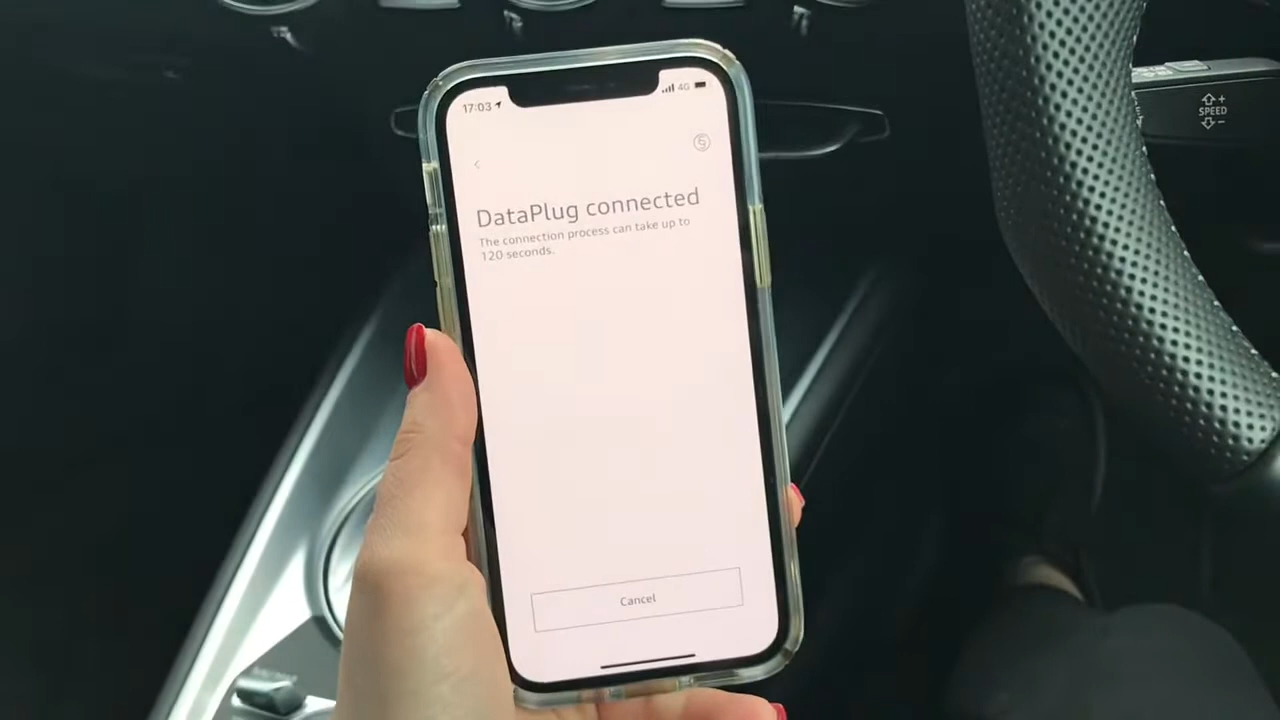 17:03
4G
DataPlug connected
The connection process can take up to
120 seconds.
Cancel
+
SPEED
-